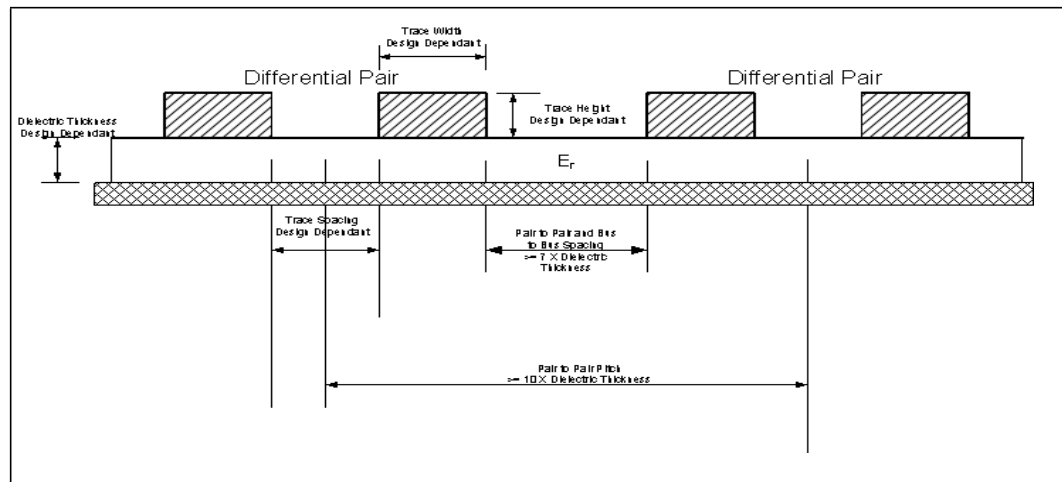 Trace Width
Design Dependant
Differential Pair
Differential Pair
Dielectric Thickness
Design Dependant
Trace Height
Design Dependant
Er
Trace Spacing
Design Dependant
Pair to Pair and Bus
to Bus Spacing
>= 7 X Dielectric
Thickness
Pair to Pair Pitch
>= 10 X Dielectric Thickness